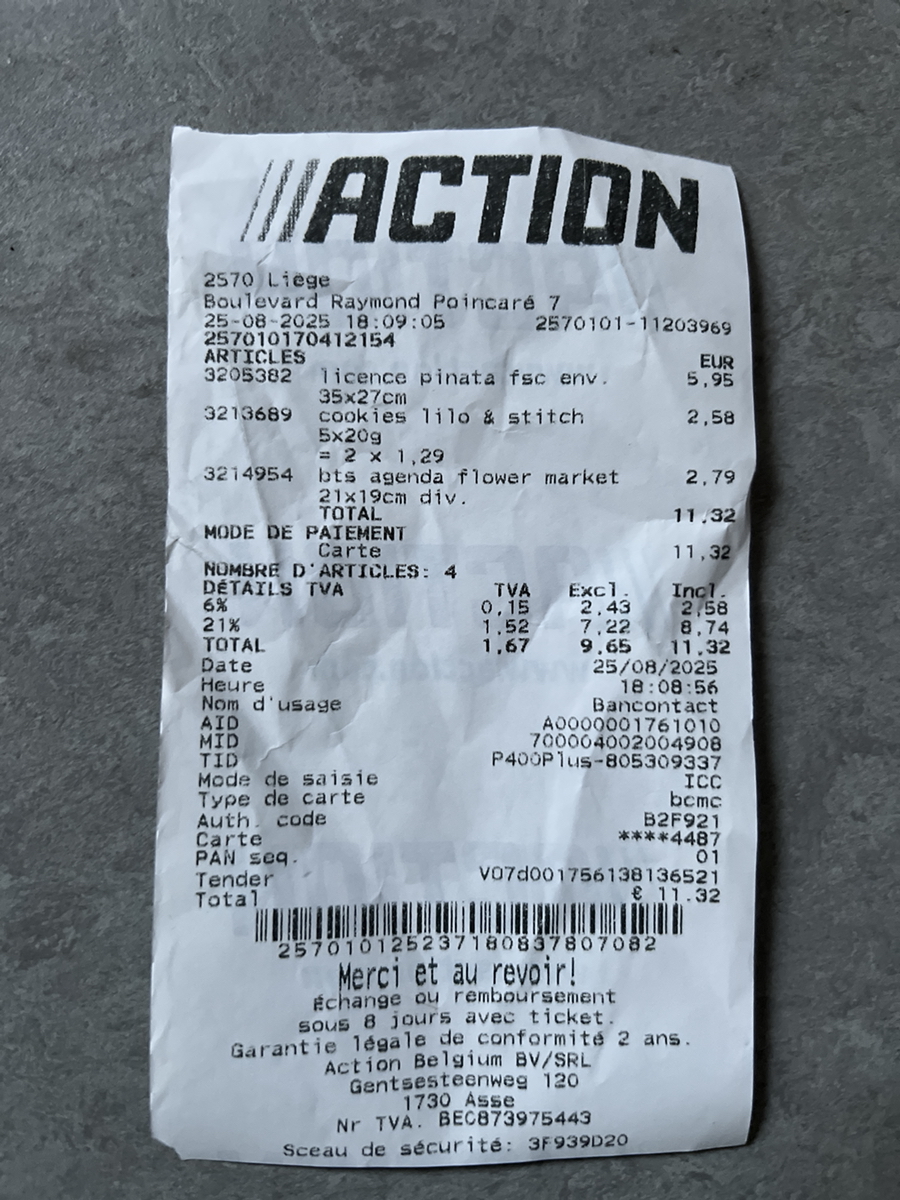 ACTION
2570 Liège
Boulevard Raymond Poincaré 7
25-08-2025 18:09:05 2570101-11203969
257010170412154
ARTICLES EUR
3205382 licence pinata fsc env. 5,95
35x27cm
3213689 cookies lilo & stitch 2,58
5x20g
= 2 x 1,29
3214954 bts agenda flower market 2,79
21x19cm div.
TOTAL 11,32
MODE DE PAIEMENT
Carte 11,32
NOMBRE D'ARTICLES: 4
DÉTAILS TVA TVA Excl. Incl.
6% 0,15 2,43 2,58
21% 1,52 7,22 8,74
TOTAL 1,67 9,65 11,32
Date 25/08/2025
Heure 18:08:56
Nom d'usage Bancontact
AID A0000001761010
MID 700004002004908
TID P400Plus-805309337
Mode de saisie ICC
Type de carte bcmc
Auth. code B2F921
Carte ****4487
PAN seq. 01
Tender V07d001756138136521
Total € 11.32
257010125237180837807082
Merci et au revoir!
Échange ou remboursement
sous 8 jours avec ticket.
Garantie légale de conformité 2 ans.
Action Belgium BV/SRL
Gentsesteenweg 120
1730 Asse
Nr TVA. BE0873975443
Sceau de sécurité: 3F939D20